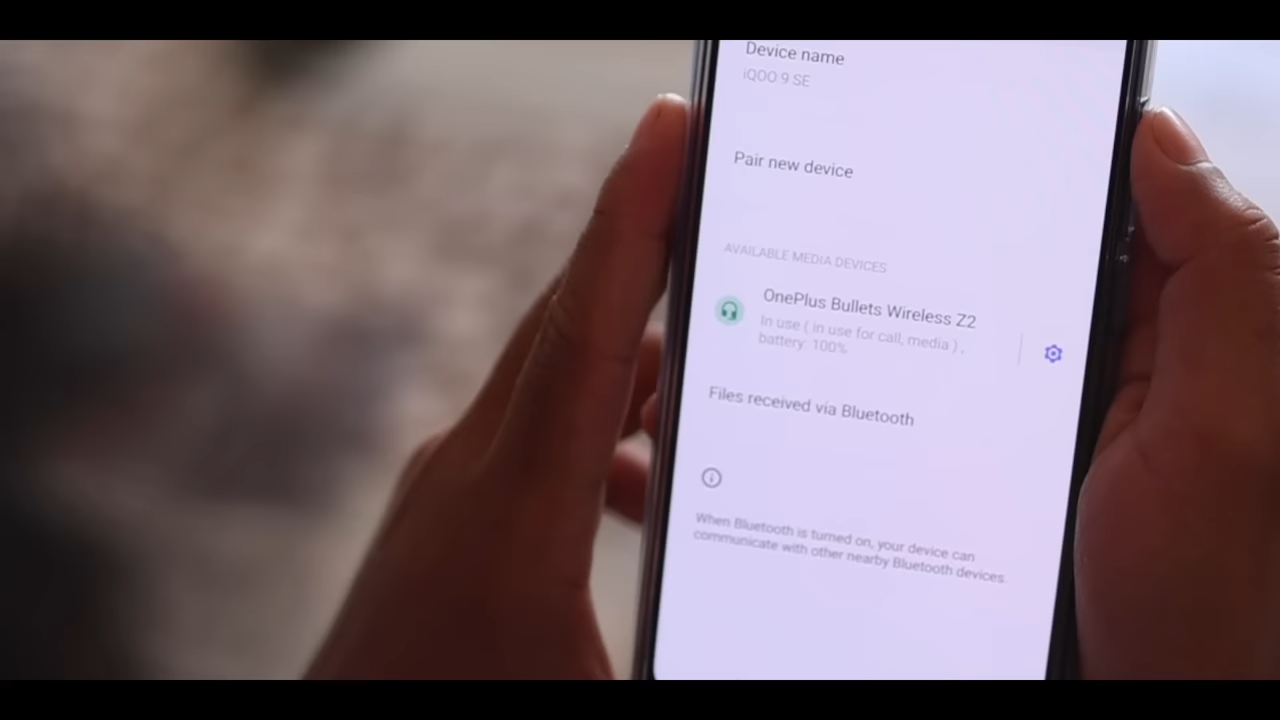 Device name
iQOO 9 SE
Pair new device
AVAILABLE MEDIA DEVICES
OnePlus Bullets Wireless Z2
In use ( in use for call, media ) ,
battery: 100%
Files received via Bluetooth
When Bluetooth is turned on, your device can
communicate with other nearby Bluetooth devices.